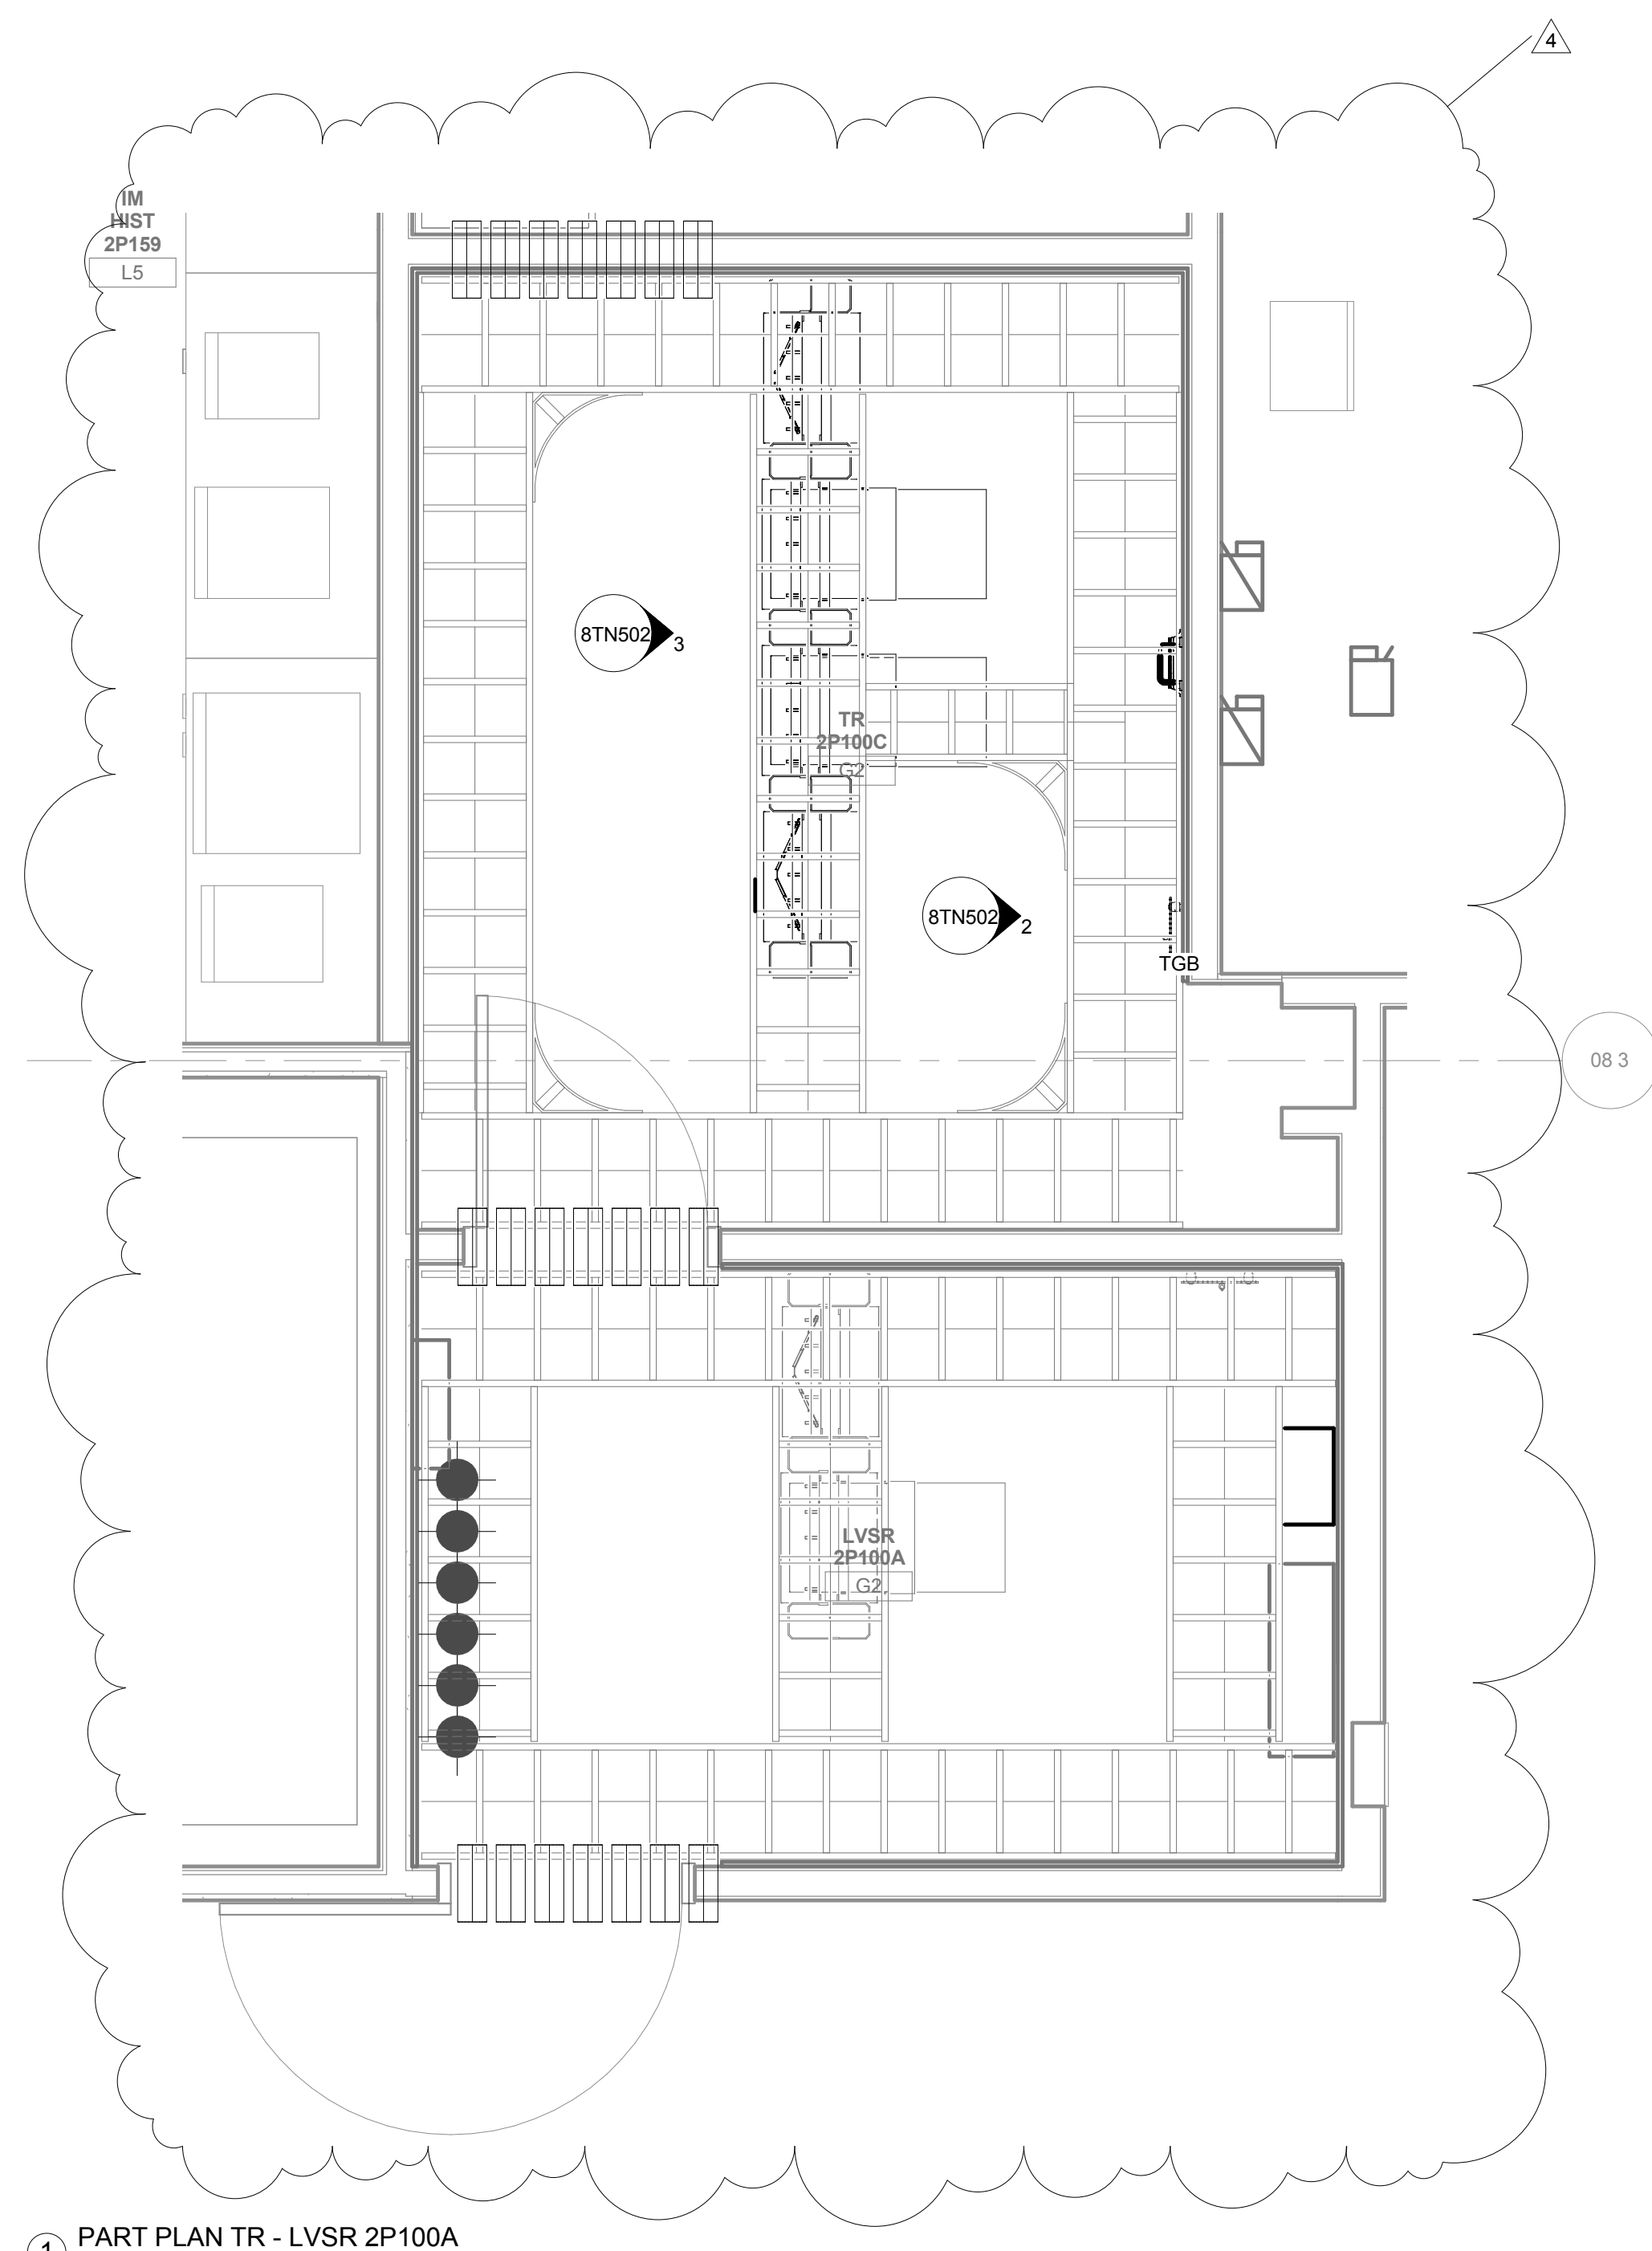 4
IM
HIST
2P159
L5
8TN502
3
TR
2P100C
G2
8TN502
2
TGB
08 3
LVSR
2P100A
G2
1
PART PLAN TR - LVSR 2P100A